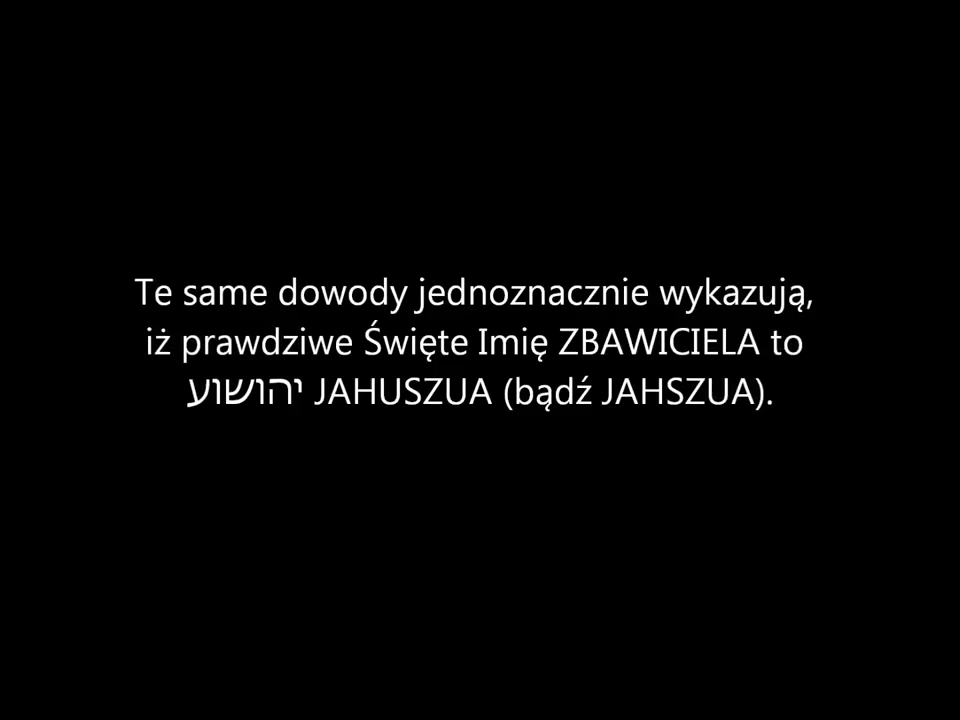 Te same dowody jednoznacznie wykazują,
iż prawdziwe Święte Imię ZBAWICIELA to
יהושוע JAHUSZUA (bądź JAHSZUA).